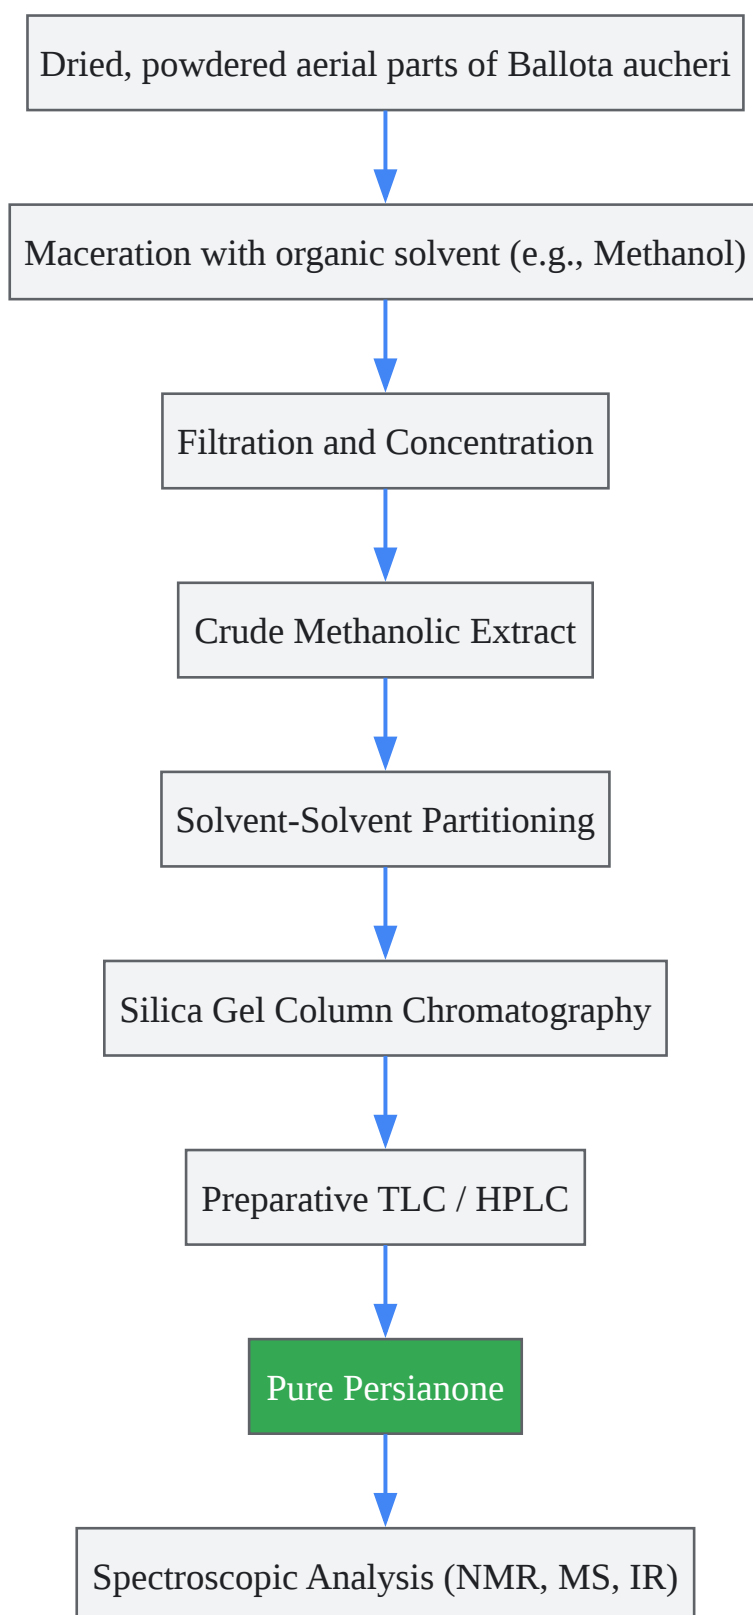 Dried, powdered aerial parts of Ballota aucheri
Maceration with organic solvent (e.g., Methanol)
Filtration and Concentration
Crude Methanolic Extract
Solvent-Solvent Partitioning
Silica Gel Column Chromatography
Preparative TLC / HPLC
Pure Persianone
Spectroscopic Analysis (NMR, MS, IR)